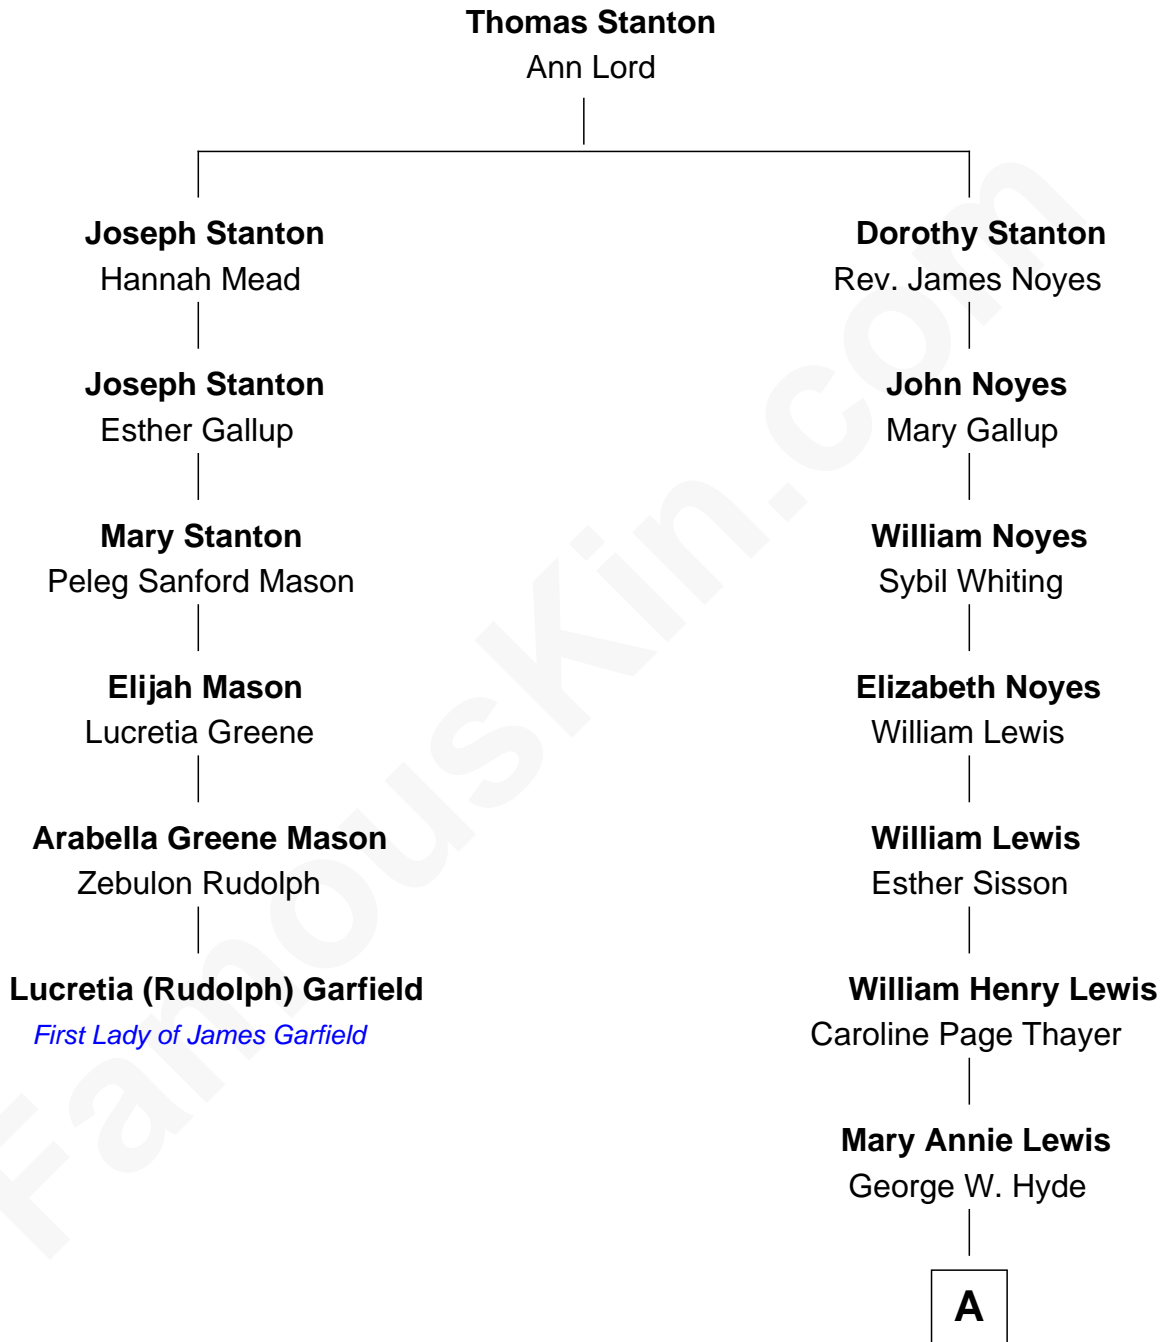 Thomas Stanton
Ann Lord
Joseph Stanton
Hannah Mead
Joseph Stanton
Esther Gallup
Mary Stanton
Peleg Sanford Mason
Elijah Mason
Lucretia Greene
Arabella Greene Mason
Zebulon Rudolph
Lucretia (Rudolph) Garfield
First Lady of James Garfield
Dorothy Stanton
Rev. James Noyes
John Noyes
Mary Gallup
William Noyes
Sybil Whiting
Elizabeth Noyes
William Lewis
William Lewis
Esther Sisson
William Henry Lewis
Caroline Page Thayer
Mary Annie Lewis
George W. Hyde
A
FamousKin.com